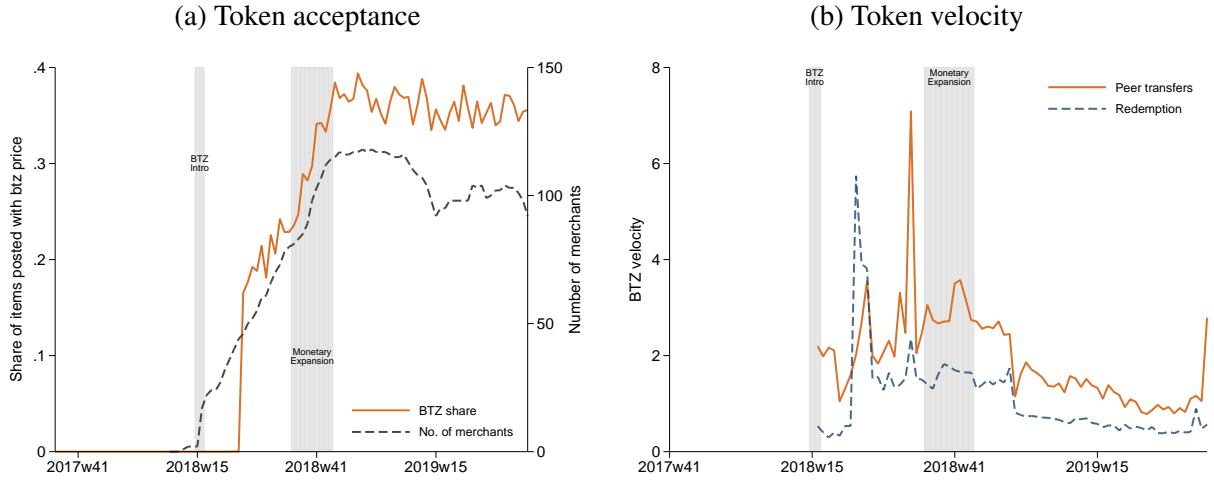 (a) Token acceptance
Share of items posted with btz price
.4
.3
.2
.1
0
150
100
50
0
Number of merchants
BTZ
Intro
Monetary
Expansion
BTZ share
No. of merchants
2017w41
2018w15
2018w41
2019w15
(b) Token velocity
BTZ velocity
8
6
4
2
0
BTZ
Intro
Monetary
Expansion
Peer transfers
Redemption
2017w41
2018w15
2018w41
2019w15